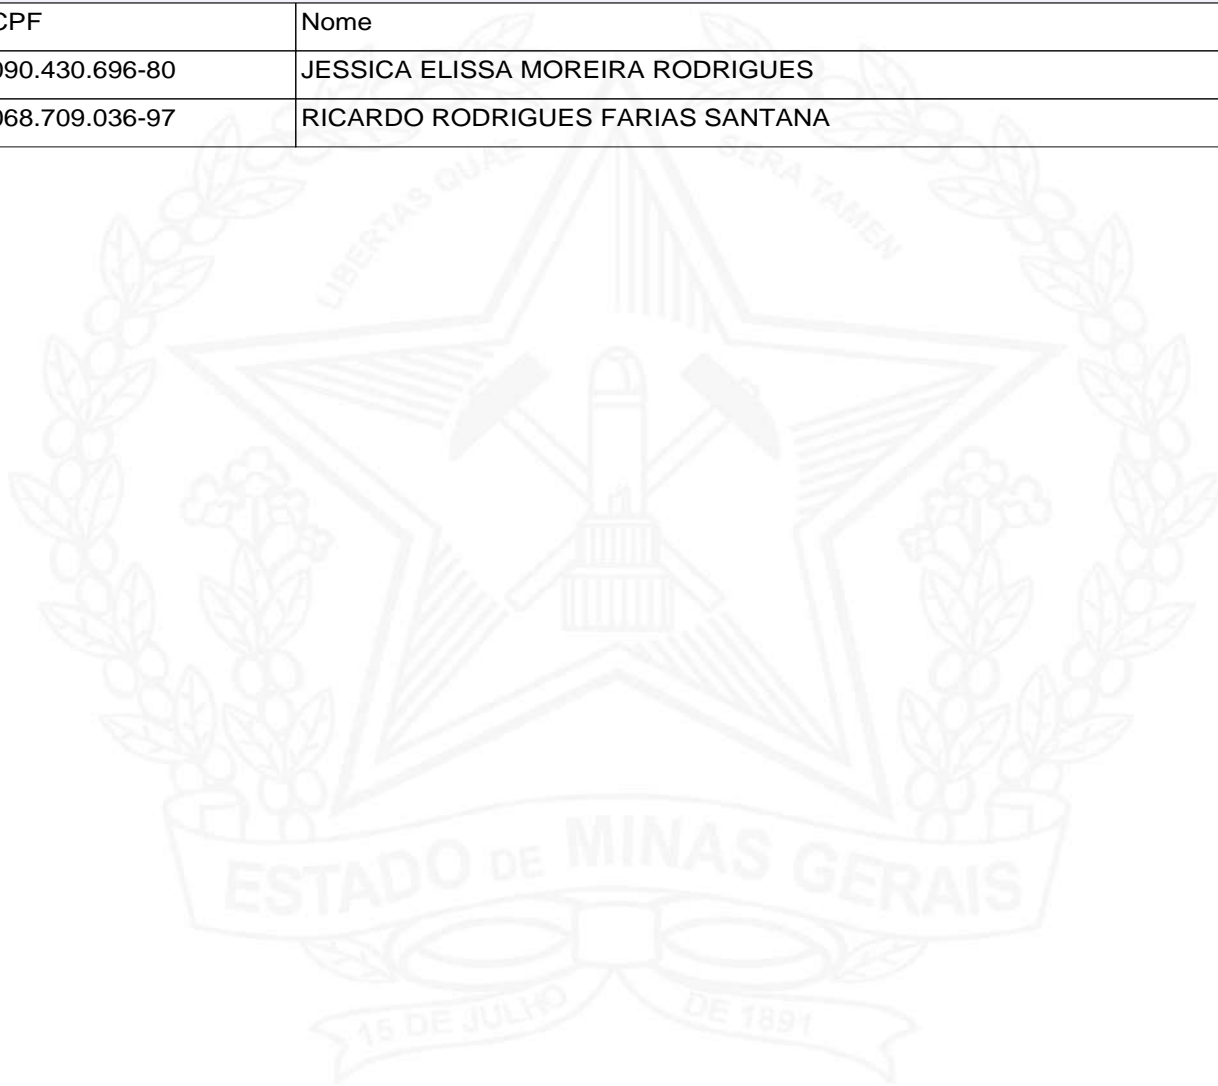 CPF Nome
090.430.696-80 JESSICA ELISSA MOREIRA RODRIGUES
068.709.036-97 RICARDO RODRIGUES FARIAS SANTANA
LIBERTAS QUAE SERA TAMEN
ESTADO DE MINAS GERAIS
15 DE JULHO DE 1891